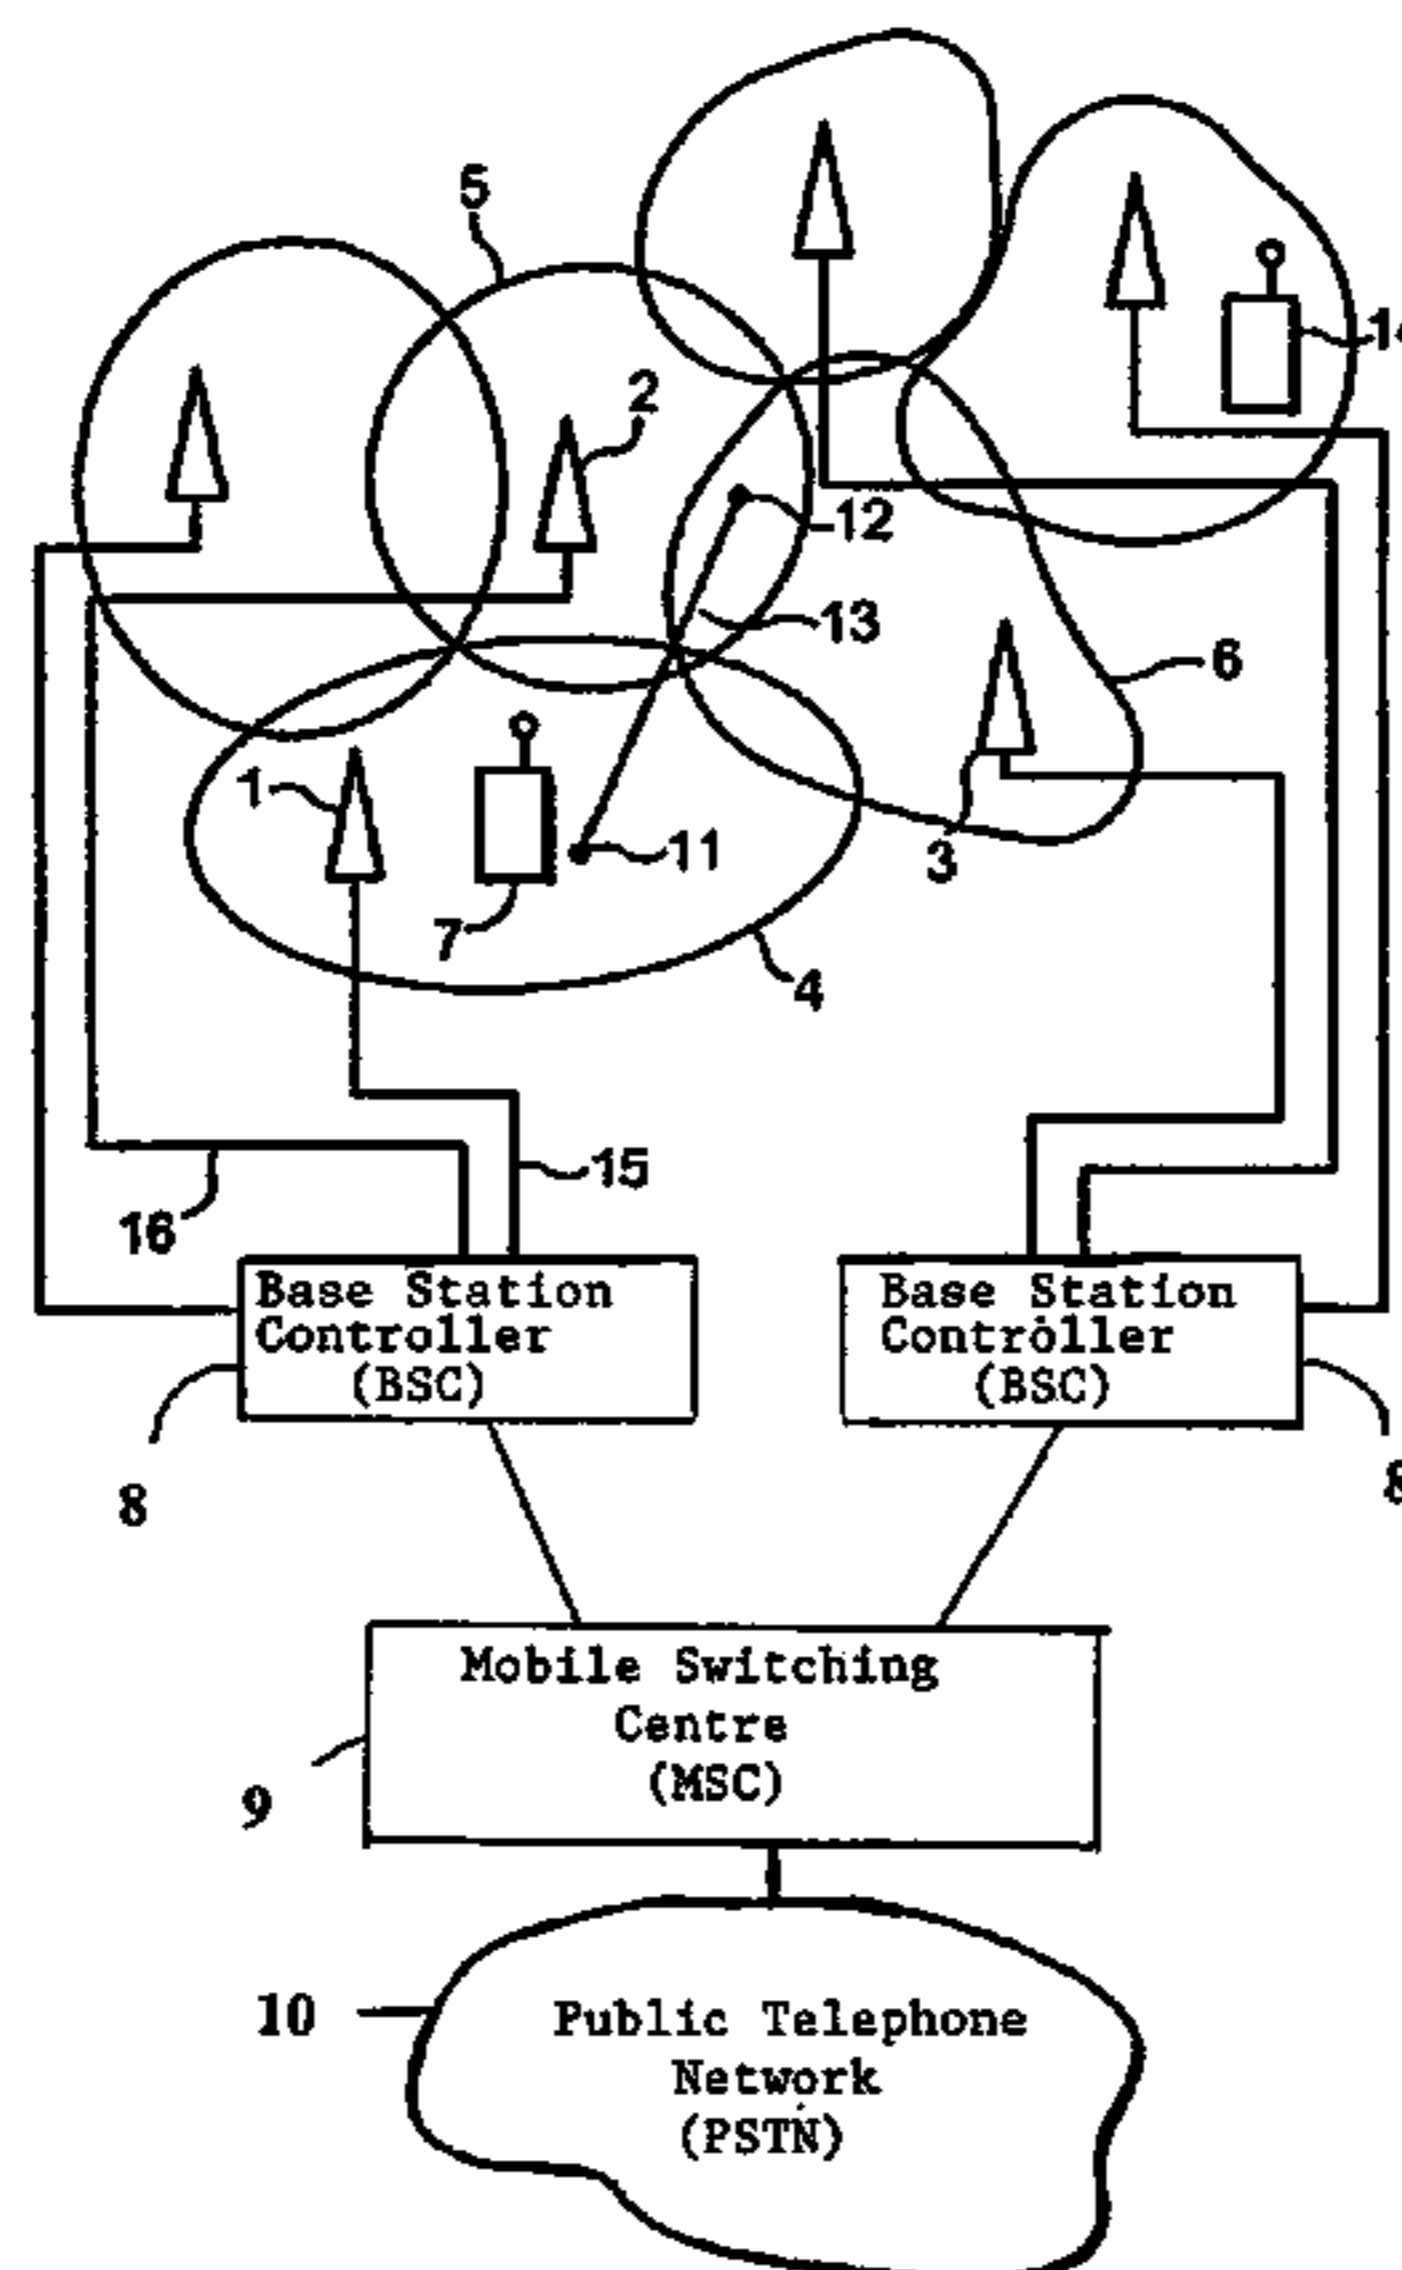 5
2
12
13
6
1
3
11
7
4
15
16
Base Station
Controller
(BSC)
Base Station
Controller
(BSC)
8
8
Mobile Switching
Centre
(MSC)
9
10
Public Telephone
Network
(PSTN)